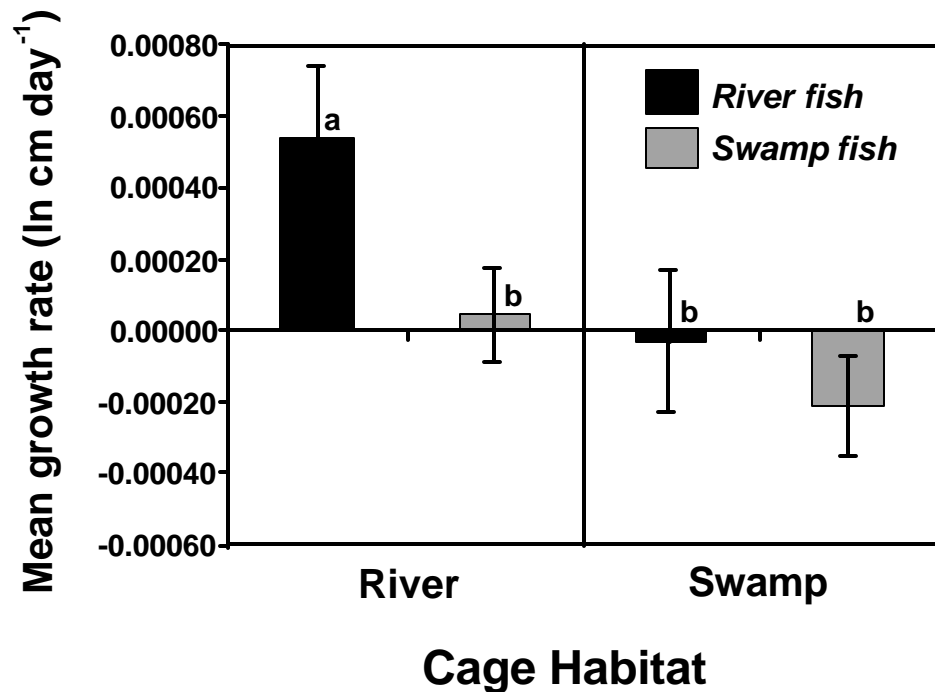 Mean growth rate (ln cm day-1)
0.00080
0.00060
0.00040
0.00020
0.00000
-0.00020
-0.00040
-0.00060
a
b
b
b
River fish
Swamp fish
River
Swamp
Cage Habitat